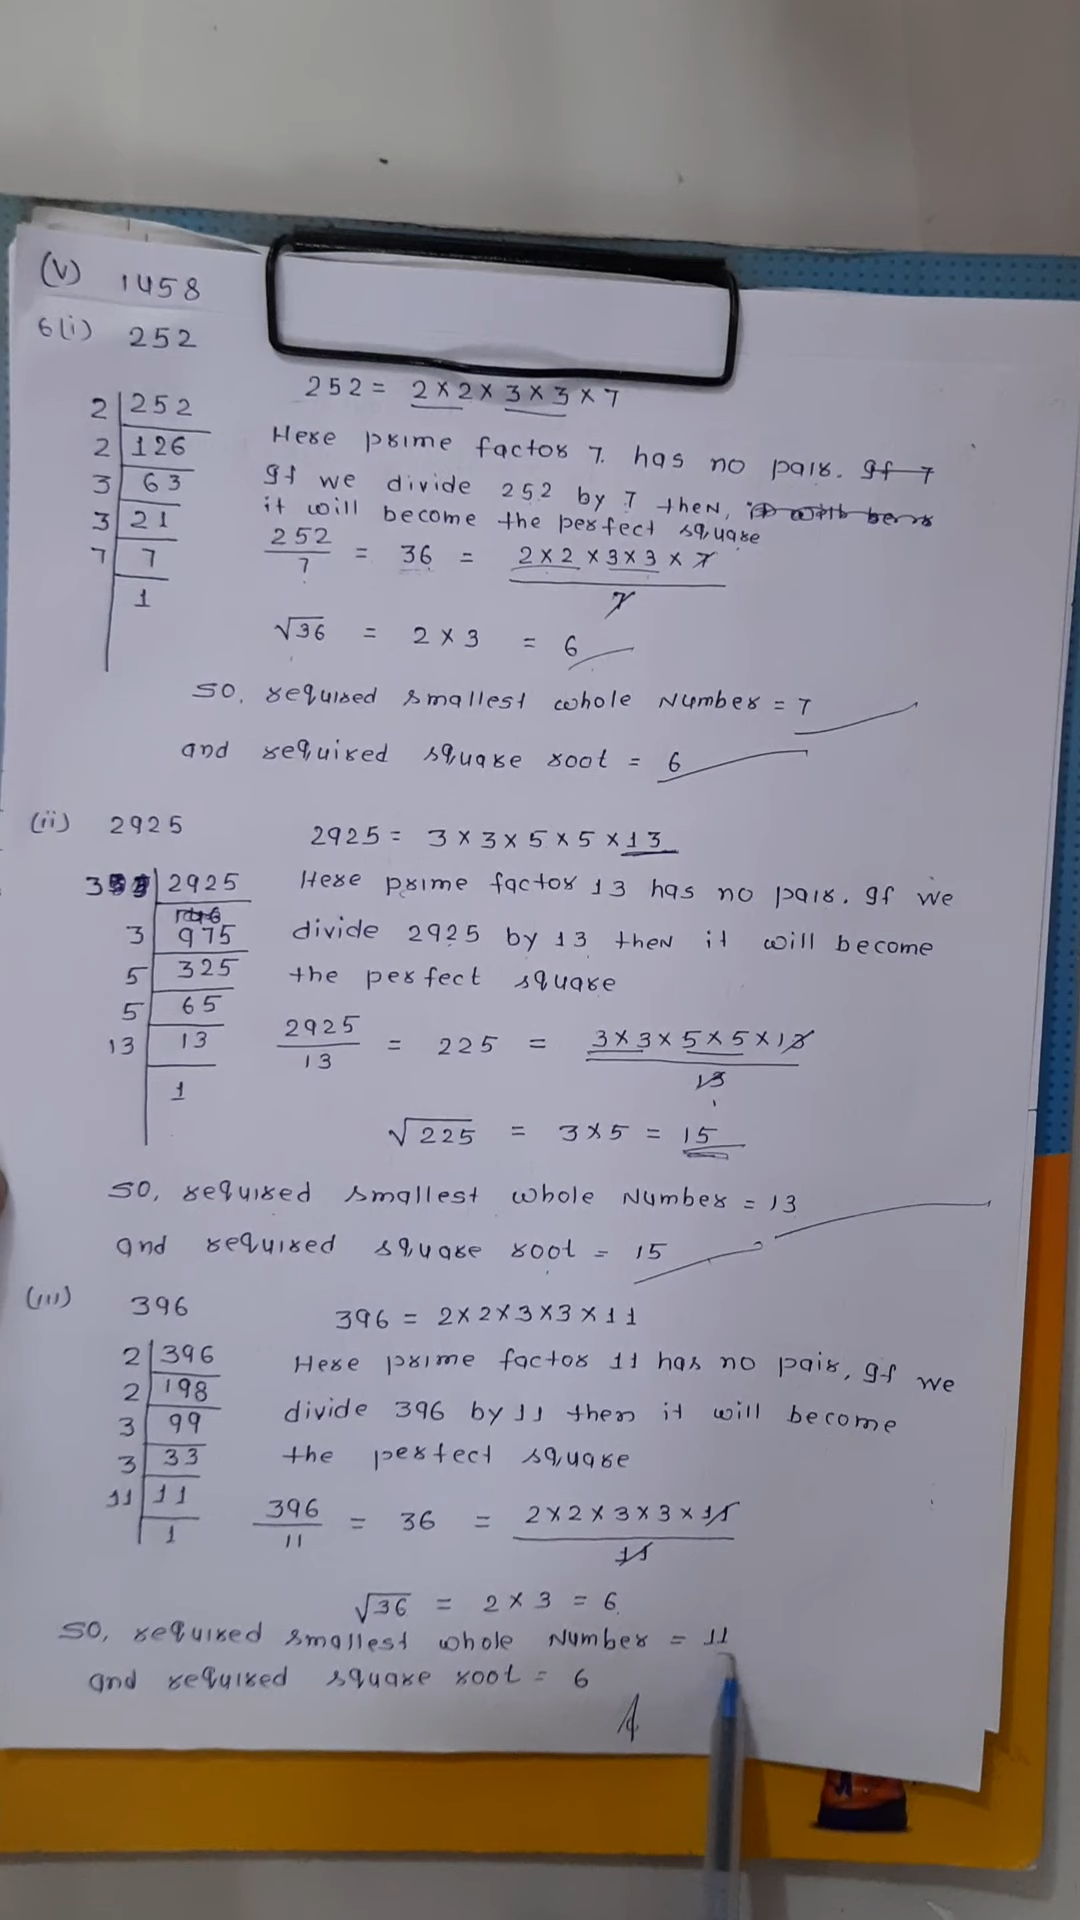 (V) 1458
6(i) 252
252 = 2 × 2 × 3 × 3 × 7
2 | 252
2 | 126
3 | 63
3 | 21
7 | 7
1
Here prime factor 7 has no pair. If 7
If we divide 252 by 7 then,
it will become the perfect square
252/7 = 36 = 2 × 2 × 3 × 3 × 7 / 7
√36 = 2 × 3 = 6
So, required smallest whole Number = 7
and required square root = 6
(ii) 2925
2925 = 3 × 3 × 5 × 5 × 13
3 | 2925
3 | 975
5 | 325
5 | 65
13 | 13
1
Here prime factor 13 has no pair. If we
divide 2925 by 13 then it will become
the perfect square
2925/13 = 225 = 3 × 3 × 5 × 5 × 13 / 13
√225 = 3 × 5 = 15
So, required smallest whole Number = 13
and required square root = 15
(iii) 396
396 = 2 × 2 × 3 × 3 × 11
2 | 396
2 | 198
3 | 99
3 | 33
11 | 11
1
Here prime factor 11 has no pair, If we
divide 396 by 11 then it will become
the perfect square
396/11 = 36 = 2 × 2 × 3 × 3 × 11 / 11
√36 = 2 × 3 = 6
So, required smallest whole Number = 11
and required square root = 6